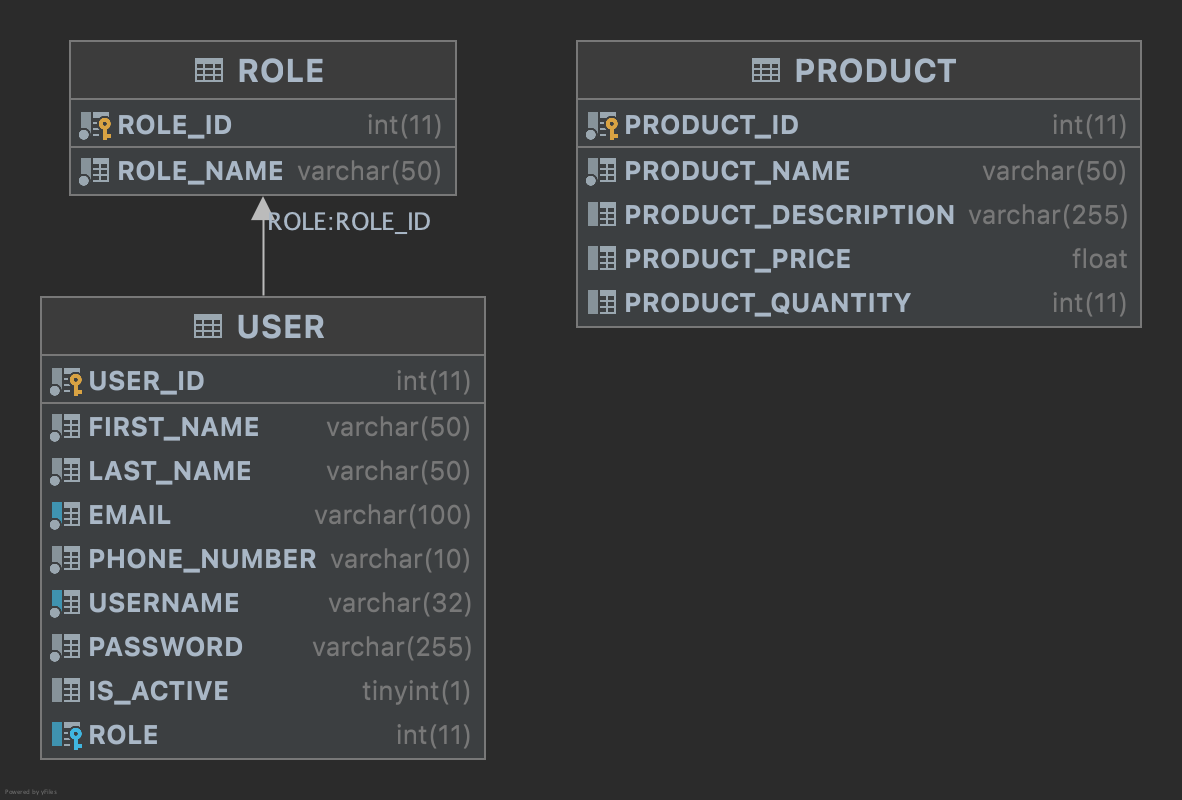 ROLE
ROLE_ID int(11)
ROLE_NAME varchar(50)
ROLE:ROLE_ID
USER
USER_ID int(11)
FIRST_NAME varchar(50)
LAST_NAME varchar(50)
EMAIL varchar(100)
PHONE_NUMBER varchar(10)
USERNAME varchar(32)
PASSWORD varchar(255)
IS_ACTIVE tinyint(1)
ROLE int(11)
PRODUCT
PRODUCT_ID int(11)
PRODUCT_NAME varchar(50)
PRODUCT_DESCRIPTION varchar(255)
PRODUCT_PRICE float
PRODUCT_QUANTITY int(11)
Powered by yFiles